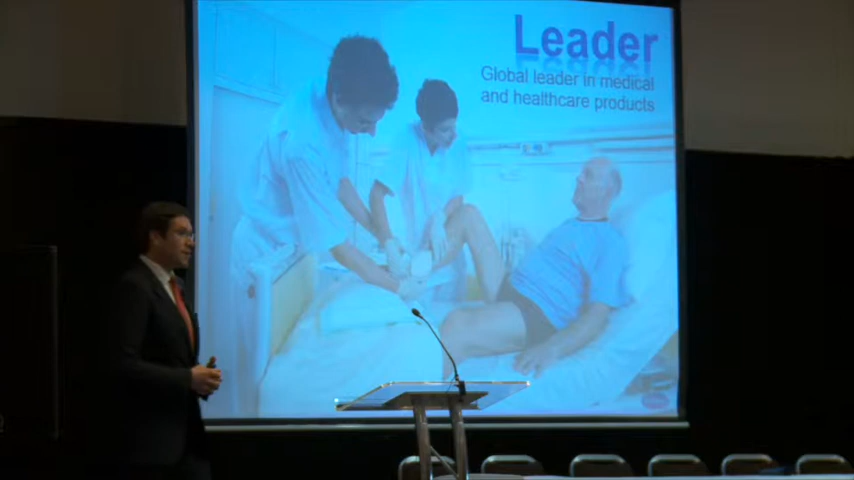 Leader
Global leader in medical
and healthcare products